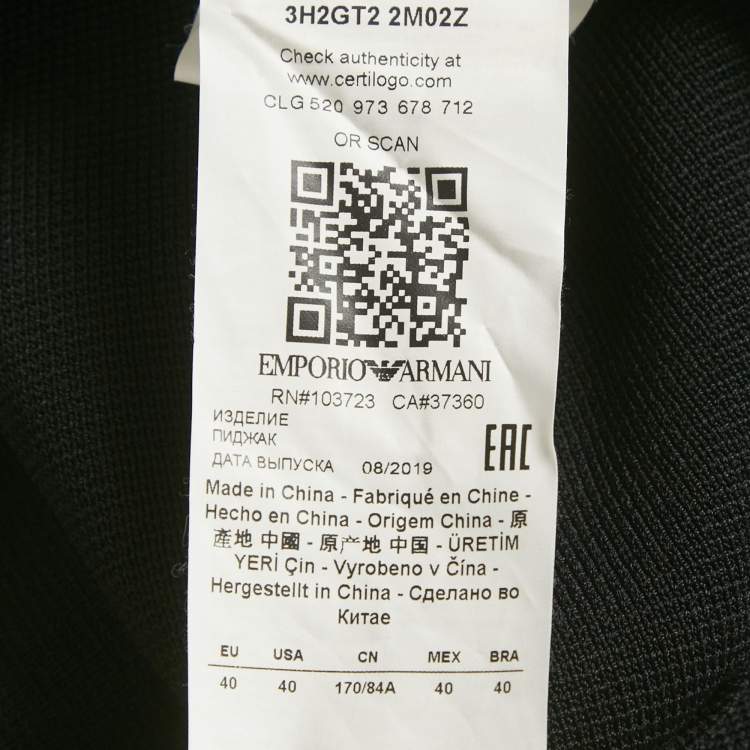 3H2GT2 2M02Z
Check authenticity at
www.certilogo.com
CLG 520 973 678 712
OR SCAN
EMPORIO ARMANI
RN#103723 CA#37360
ИЗДЕЛИЕ
ПИДЖАК
ДАТА ВЫПУСКА 08/2019
EAC
Made in China - Fabriqué en Chine -
Hecho en China - Origem China - 原
產地 中國 - 原产地 中国 - ÜRETİM
YERİ Çin - Vyrobeno v Čína -
Hergestellt in China - Сделано во
Китае
EU USA CN MEX BRA
40 40 170/84A 40 40